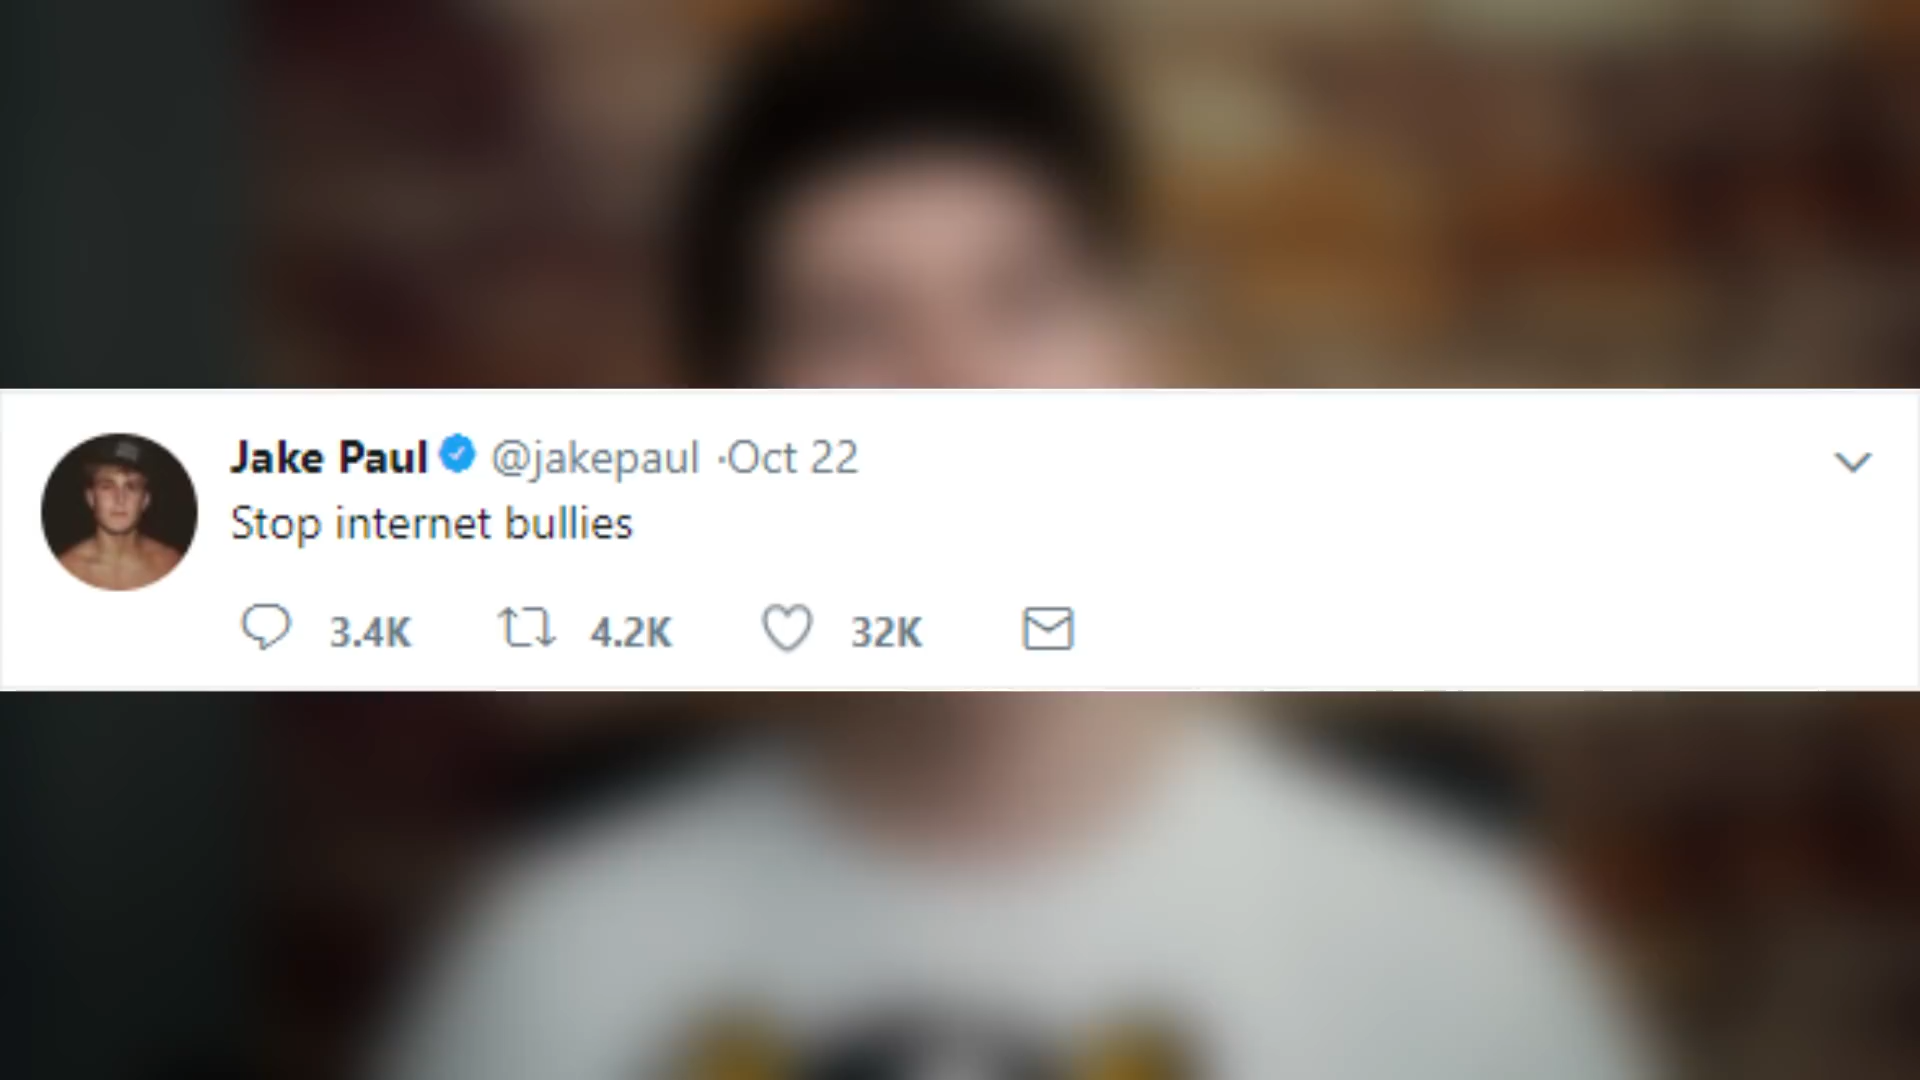 Jake Paul @jakepaul ·Oct 22
Stop internet bullies
3.4K 4.2K 32K